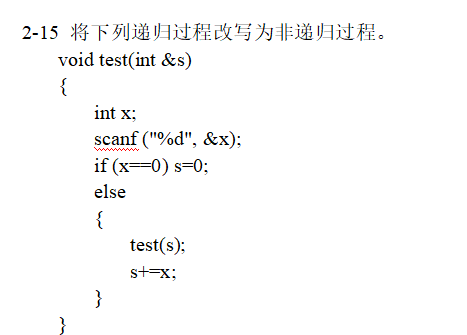 2-15 将下列递归过程改写为非递归过程。
void test(int &s)
{
int x;
scanf ("%d", &x);
if (x==0) s=0;
else
{
test(s);
s+=x;
}
}